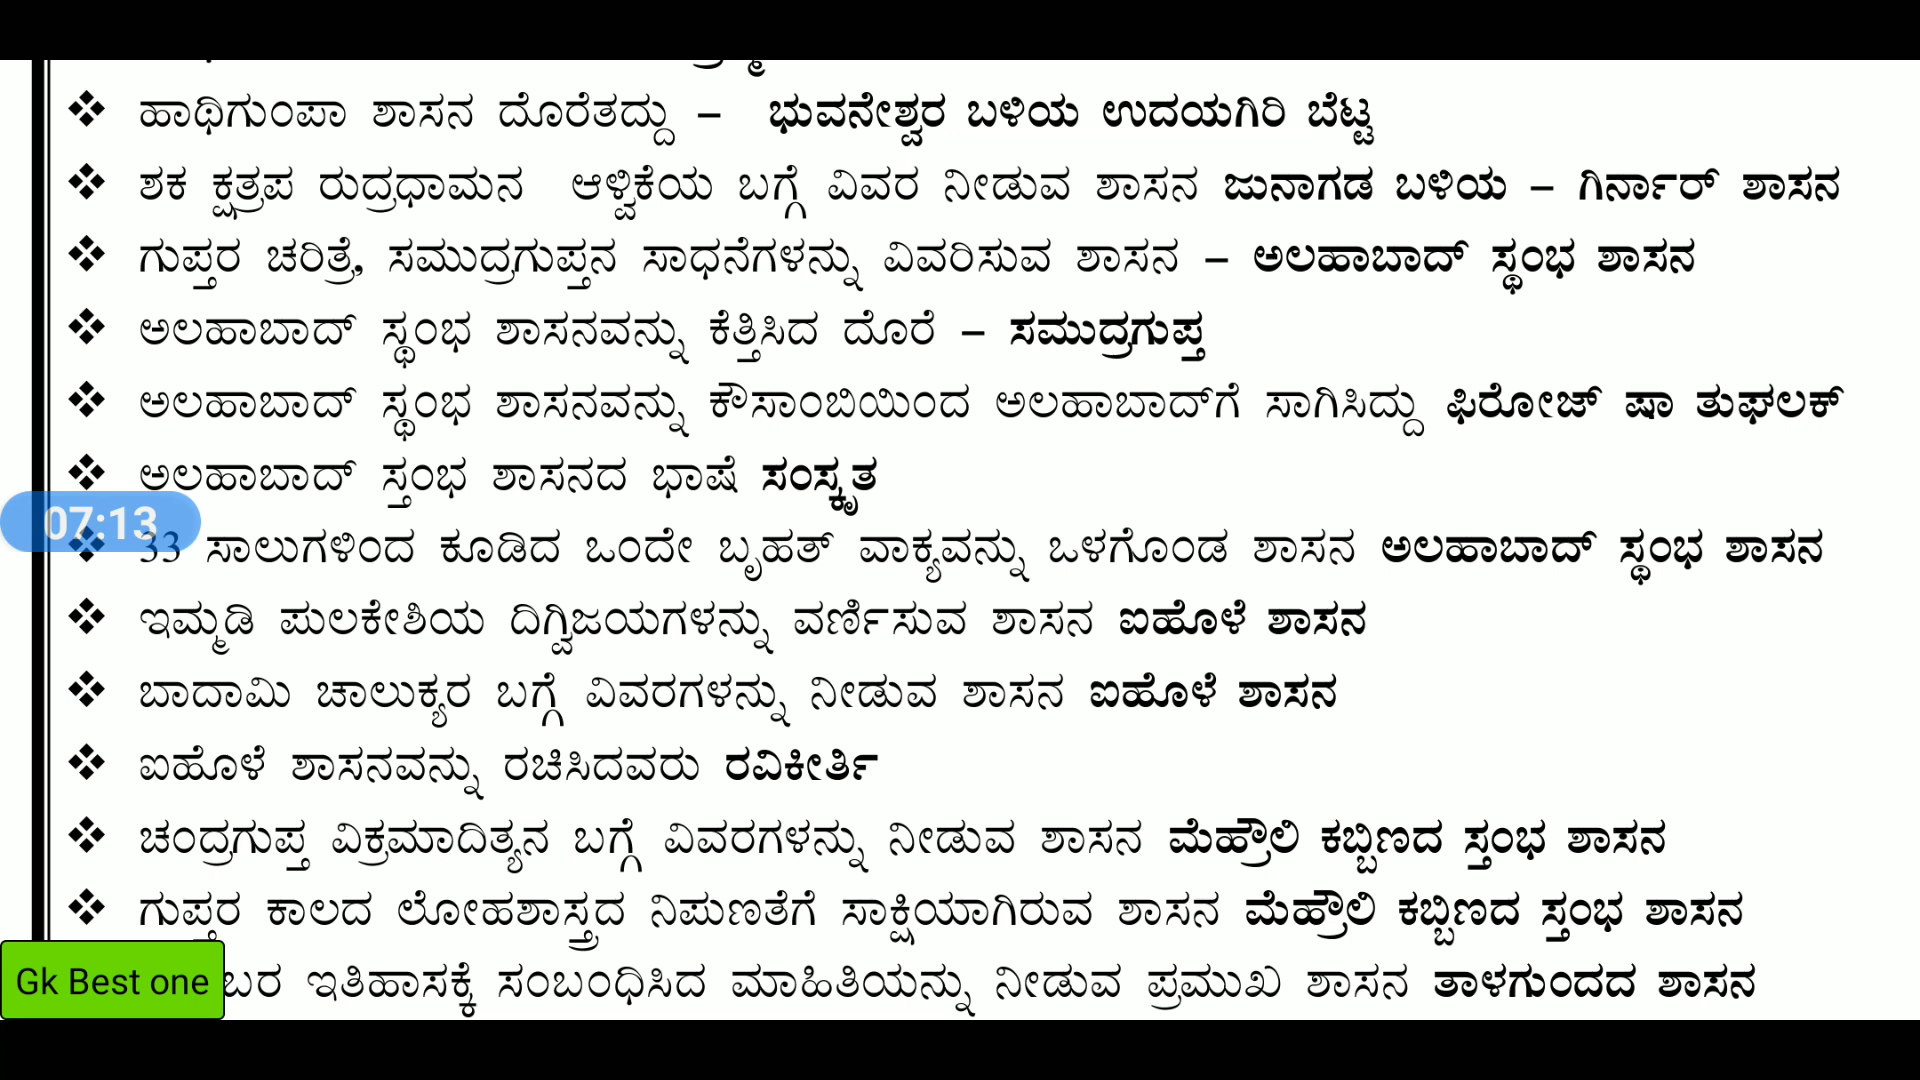 ❖ ಹಾಥಿಗುಂಪಾ ಶಾಸನ ದೊರೆತದ್ದು – ಭುವನೇಶ್ವರ ಬಳಿಯ ಉದಯಗಿರಿ ಬೆಟ್ಟ
❖ ಶಕ ಕ್ಷತ್ರಪ ರುದ್ರಧಾಮನ ಆಳ್ವಿಕೆಯ ಬಗ್ಗೆ ವಿವರ ನೀಡುವ ಶಾಸನ ಜುನಾಗಡ ಬಳಿಯ – ಗಿರ್ನಾರ್ ಶಾಸನ
❖ ಗುಪ್ತರ ಚರಿತ್ರೆ, ಸಮುದ್ರಗುಪ್ತನ ಸಾಧನೆಗಳನ್ನು ವಿವರಿಸುವ ಶಾಸನ – ಅಲಹಾಬಾದ್ ಸ್ಥಂಭ ಶಾಸನ
❖ ಅಲಹಾಬಾದ್ ಸ್ಥಂಭ ಶಾಸನವನ್ನು ಕೆತ್ತಿಸಿದ ದೊರೆ – ಸಮುದ್ರಗುಪ್ತ
❖ ಅಲಹಾಬಾದ್ ಸ್ಥಂಭ ಶಾಸನವನ್ನು ಕೌಸಾಂಬಿಯಿಂದ ಅಲಹಾಬಾದ್‌ಗೆ ಸಾಗಿಸಿದ್ದು ಫಿರೋಜ್ ಷಾ ತುಘಲಕ್
❖ ಅಲಹಾಬಾದ್ ಸ್ತಂಭ ಶಾಸನದ ಭಾಷೆ ಸಂಸ್ಕೃತ
07:13
❖ 33 ಸಾಲುಗಳಿಂದ ಕೂಡಿದ ಒಂದೇ ಬೃಹತ್ ವಾಕ್ಯವನ್ನು ಒಳಗೊಂಡ ಶಾಸನ ಅಲಹಾಬಾದ್ ಸ್ಥಂಭ ಶಾಸನ
❖ ಇಮ್ಮಡಿ ಪುಲಕೇಶಿಯ ದಿಗ್ವಿಜಯಗಳನ್ನು ವರ್ಣಿಸುವ ಶಾಸನ ಐಹೊಳೆ ಶಾಸನ
❖ ಬಾದಾಮಿ ಚಾಲುಕ್ಯರ ಬಗ್ಗೆ ವಿವರಗಳನ್ನು ನೀಡುವ ಶಾಸನ ಐಹೊಳೆ ಶಾಸನ
❖ ಐಹೊಳೆ ಶಾಸನವನ್ನು ರಚಿಸಿದವರು ರವಿಕೀರ್ತಿ
❖ ಚಂದ್ರಗುಪ್ತ ವಿಕ್ರಮಾದಿತ್ಯನ ಬಗ್ಗೆ ವಿವರಗಳನ್ನು ನೀಡುವ ಶಾಸನ ಮೆಹ್ರೌಲಿ ಕಬ್ಬಿಣದ ಸ್ತಂಭ ಶಾಸನ
❖ ಗುಪ್ತರ ಕಾಲದ ಲೋಹಶಾಸ್ತ್ರದ ನಿಪುಣತೆಗೆ ಸಾಕ್ಷಿಯಾಗಿರುವ ಶಾಸನ ಮೆಹ್ರೌಲಿ ಕಬ್ಬಿಣದ ಸ್ತಂಭ ಶಾಸನ
Gk Best one
ಇತಿಹಾಸಕ್ಕೆ ಸಂಬಂಧಿಸಿದ ಮಾಹಿತಿಯನ್ನು ನೀಡುವ ಪ್ರಮುಖ ಶಾಸನ ತಾಳಗುಂದದ ಶಾಸನ